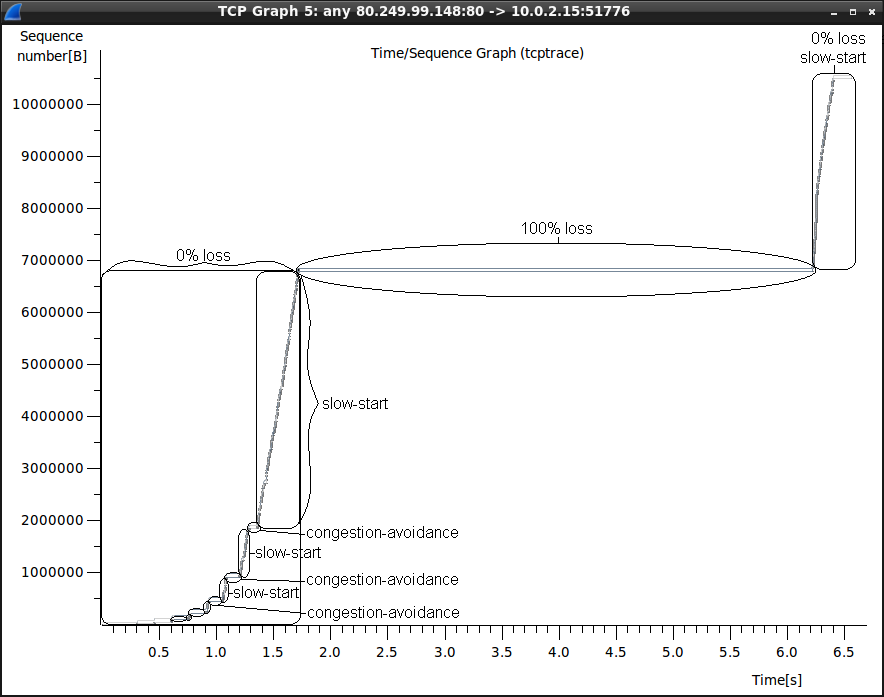 TCP Graph 5: any 80.249.99.148:80 -> 10.0.2.15:51776
Sequence
number[B]
Time/Sequence Graph (tcptrace)
0% loss
slow-start
10000000
9000000
8000000
7000000
6000000
5000000
4000000
3000000
2000000
1000000
100% loss
0% loss
slow-start
congestion-avoidance
slow-start
congestion-avoidance
slow-start
congestion-avoidance
0.5 1.0 1.5 2.0 2.5 3.0 3.5 4.0 4.5 5.0 5.5 6.0 6.5
Time[s]